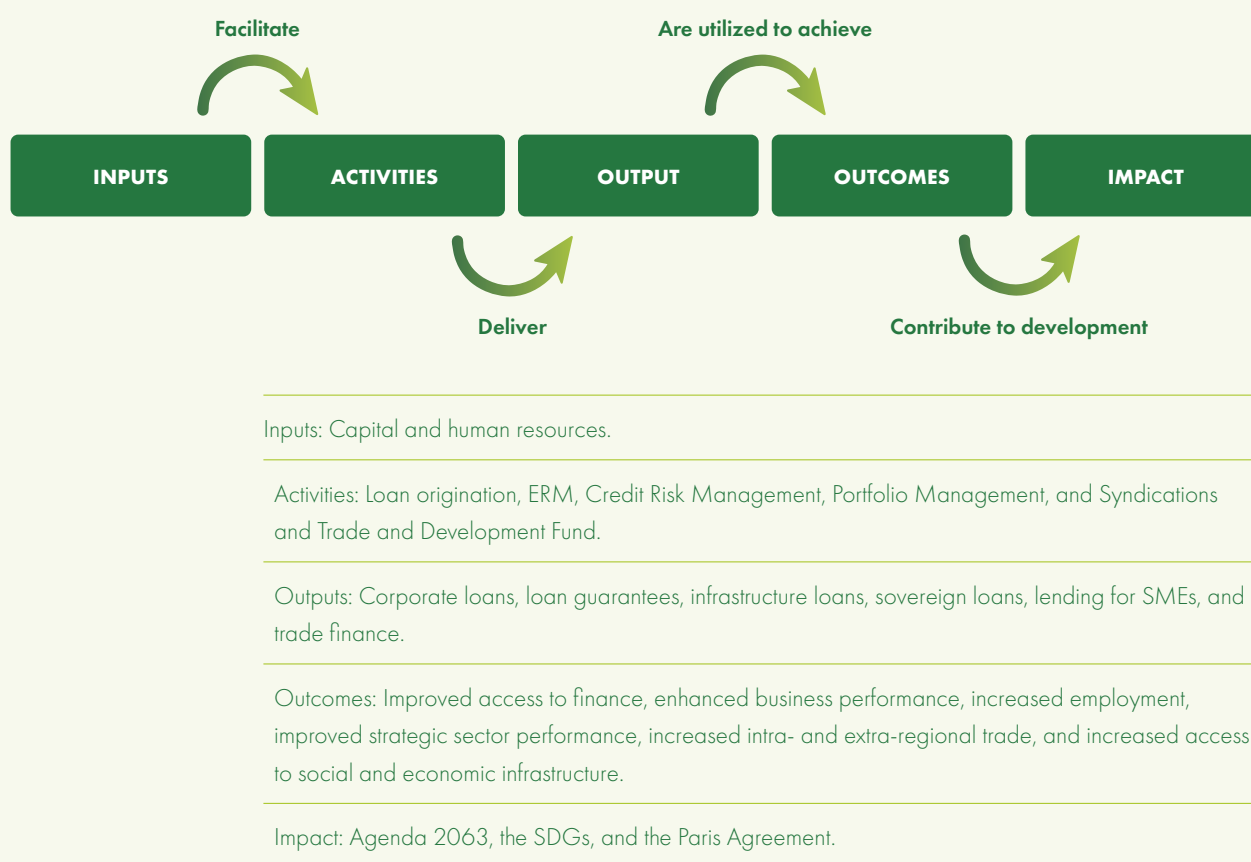 Facilitate
Are utilized to achieve
INPUTS
ACTIVITIES
OUTPUT
OUTCOMES
IMPACT
Deliver
Contribute to development
Inputs: Capital and human resources.
Activities: Loan origination, ERM, Credit Risk Management, Portfolio Management, and Syndications
and Trade and Development Fund.
Outputs: Corporate loans, loan guarantees, infrastructure loans, sovereign loans, lending for SMEs, and
trade finance.
Outcomes: Improved access to finance, enhanced business performance, increased employment,
improved strategic sector performance, increased intra- and extra-regional trade, and increased access
to social and economic infrastructure.
Impact: Agenda 2063, the SDGs, and the Paris Agreement.